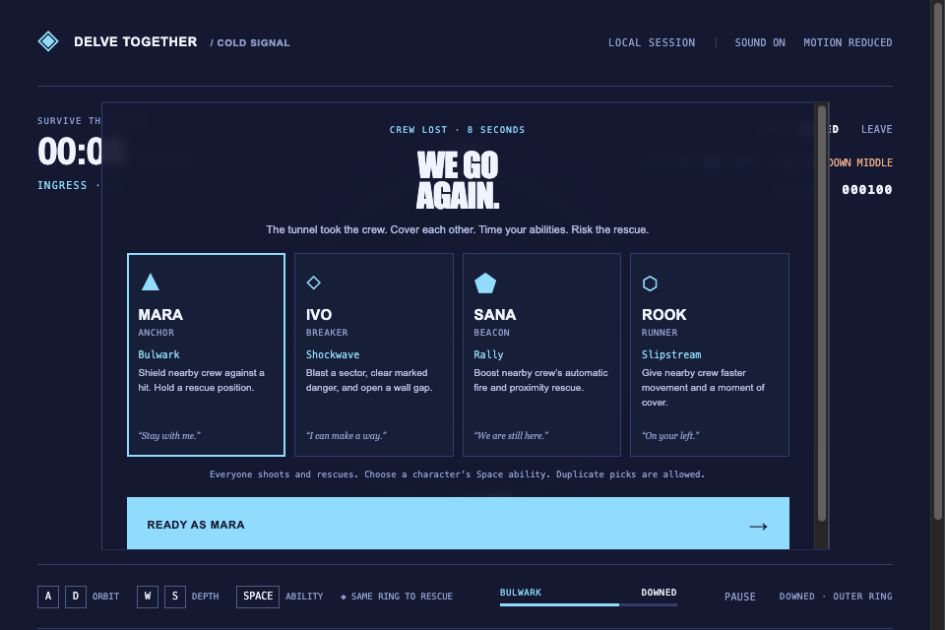 DELVE TOGETHER / COLD SIGNAL
LOCAL SESSION | SOUND ON MOTION REDUCED
SURVIVE TH
00:0
INGRESS ·
ED LEAVE
DOWN MIDDLE
000100
CREW LOST · 8 SECONDS
WE GO
AGAIN.
The tunnel took the crew. Cover each other. Time your abilities. Risk the rescue.
MARA
ANCHOR
Bulwark
Shield nearby crew against a
hit. Hold a rescue position.
“Stay with me.”
IVO
BREAKER
Shockwave
Blast a sector, clear marked
danger, and open a wall gap.
“I can make a way.”
SANA
BEACON
Rally
Boost nearby crew’s automatic
fire and proximity rescue.
“We are still here.”
ROOK
RUNNER
Slipstream
Give nearby crew faster
movement and a moment of
cover.
“On your left.”
Everyone shoots and rescues. Choose a character’s Space ability. Duplicate picks are allowed.
READY AS MARA →
A D ORBIT W S DEPTH SPACE ABILITY ◆ SAME RING TO RESCUE
BULWARK DOWNED
PAUSE DOWNED · OUTER RING